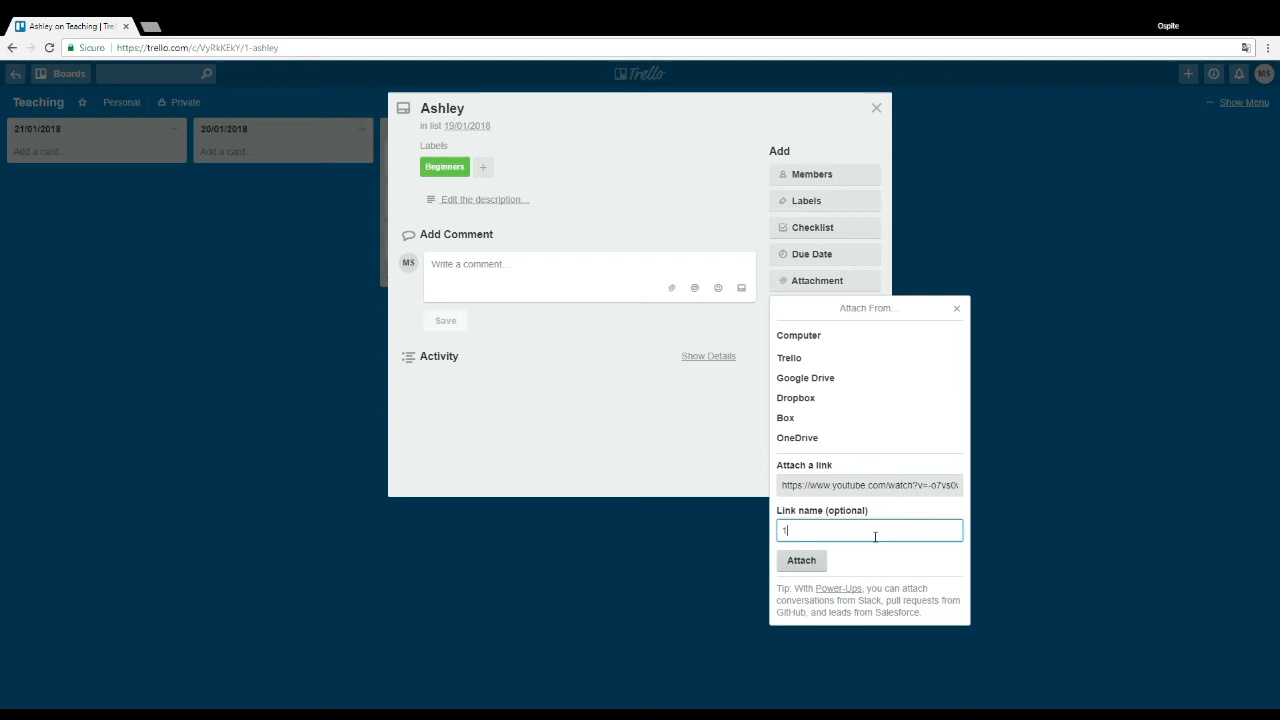 Ashley on Teaching | Trel
Ospite
Sicuro
https://trello.com/c/VyRkKEkY/1-ashley
Boards
Trello
MS
Teaching
Personal
Private
Show Menu
21/01/2018
Add a card...
20/01/2018
Add a card...
Ashley
in list 19/01/2018
Labels
Beginners
Edit the description...
Add Comment
MS
Write a comment...
Save
Activity
Show Details
Add
Members
Labels
Checklist
Due Date
Attachment
Attach From...
Computer
Trello
Google Drive
Dropbox
Box
OneDrive
Attach a link
https://www.youtube.com/watch?v=-o7vs0
Link name (optional)
1
Attach
Tip: With Power-Ups, you can attach
conversations from Slack, pull requests from
GitHub, and leads from Salesforce.